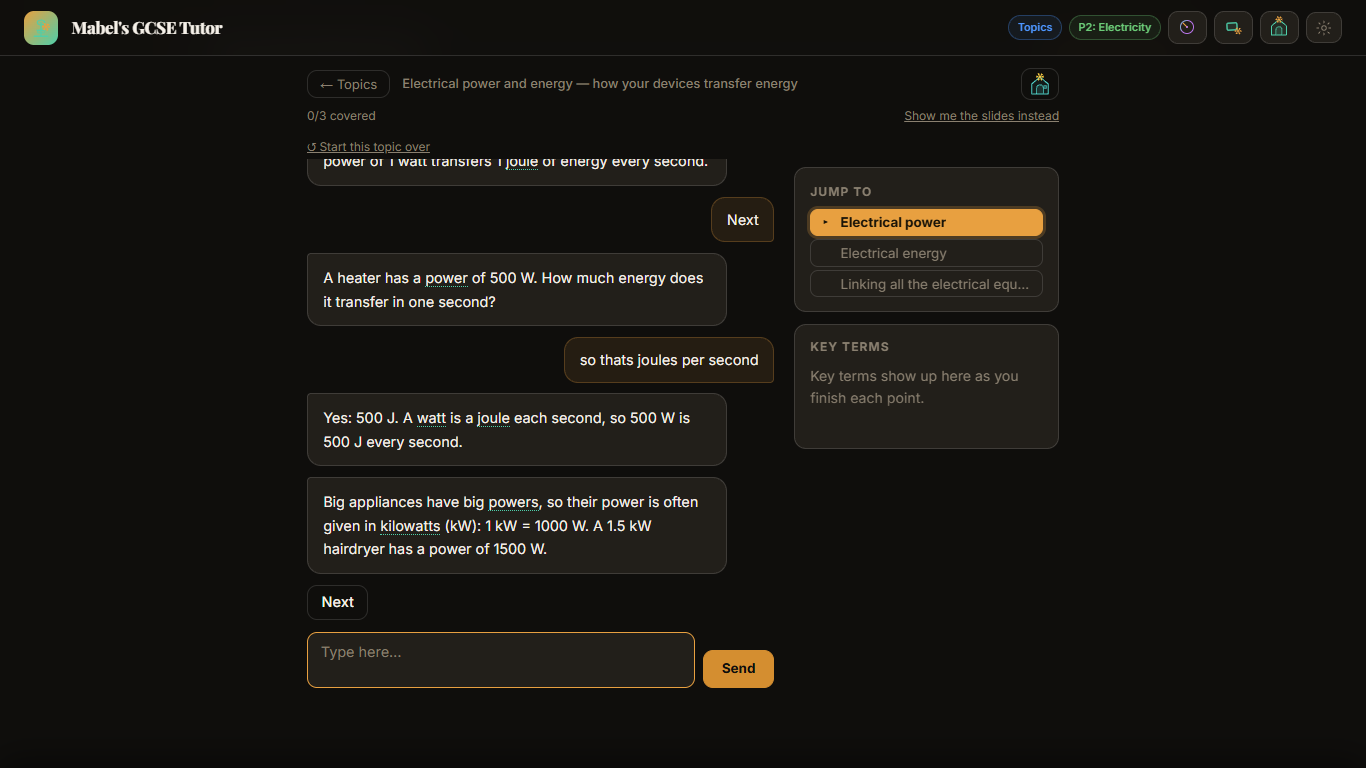 Mabel's GCSE Tutor
Topics
P2: Electricity
← Topics
Electrical power and energy — how your devices transfer energy
0/3 covered
Show me the slides instead
↺ Start this topic over
power of 1 watt transfers 1 joule of energy every second.
Next
A heater has a power of 500 W. How much energy does
it transfer in one second?
so thats joules per second
Yes: 500 J. A watt is a joule each second, so 500 W is
500 J every second.
Big appliances have big powers, so their power is often
given in kilowatts (kW): 1 kW = 1000 W. A 1.5 kW
hairdryer has a power of 1500 W.
Next
Type here...
Send
JUMP TO
Electrical power
Electrical energy
Linking all the electrical equ...
KEY TERMS
Key terms show up here as you
finish each point.